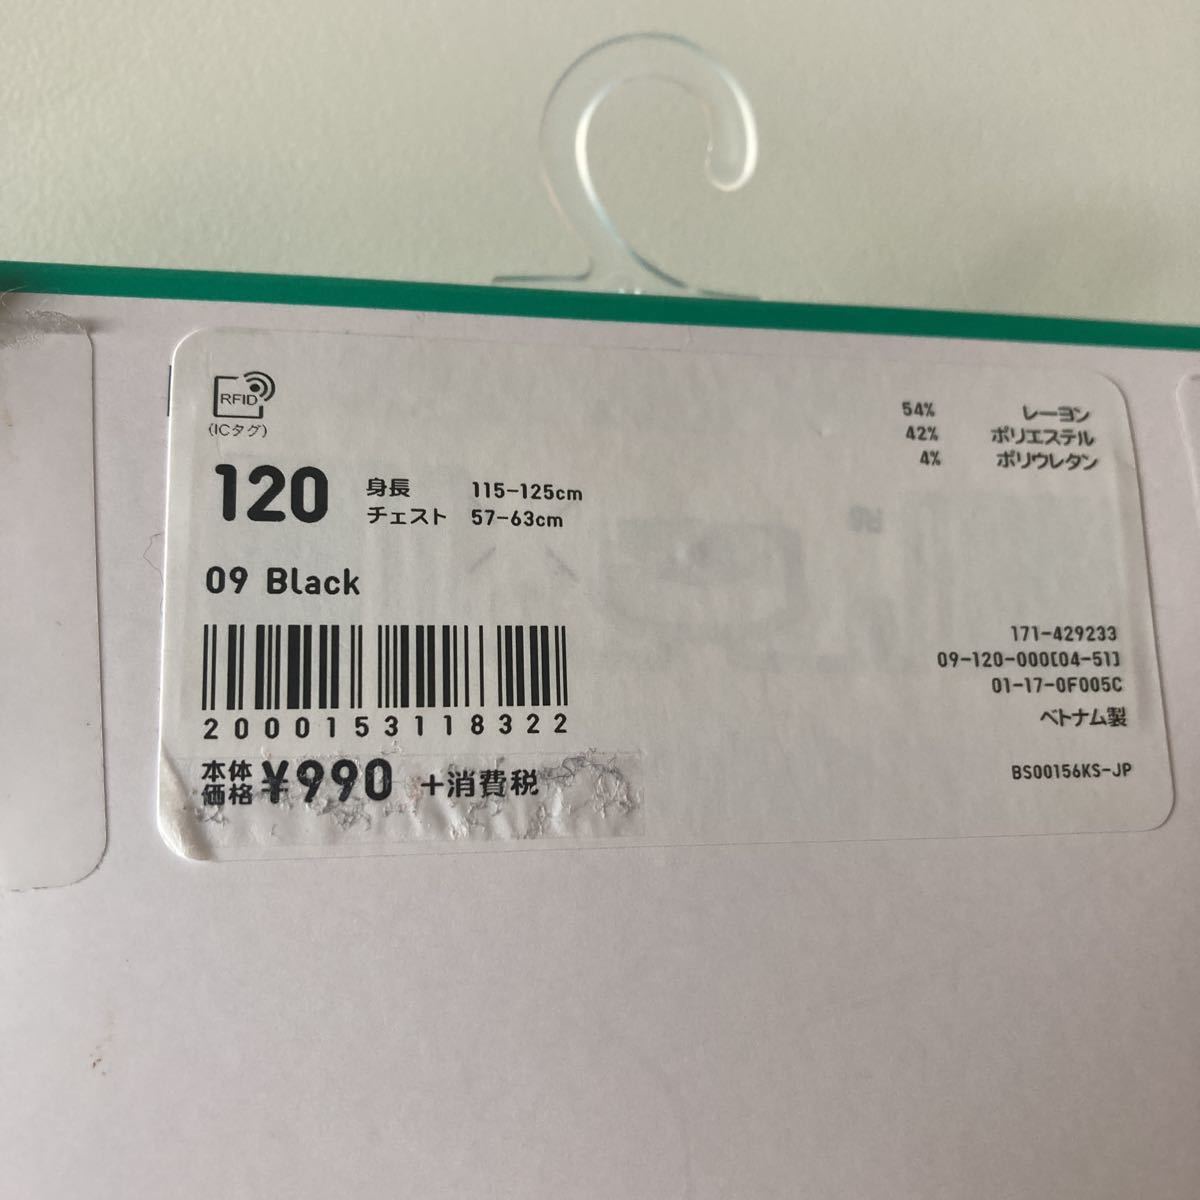 RFID
(ICタグ)
54% レーヨン
42% ポリエステル
4% ポリウレタン
120 身長 115-125cm
チェスト 57-63cm
09 Black
2000153118322
171-429233
09-120-000[04-51]
01-17-0F005C
ベトナム製
本体価格 ¥990 +消費税
BS00156KS-JP